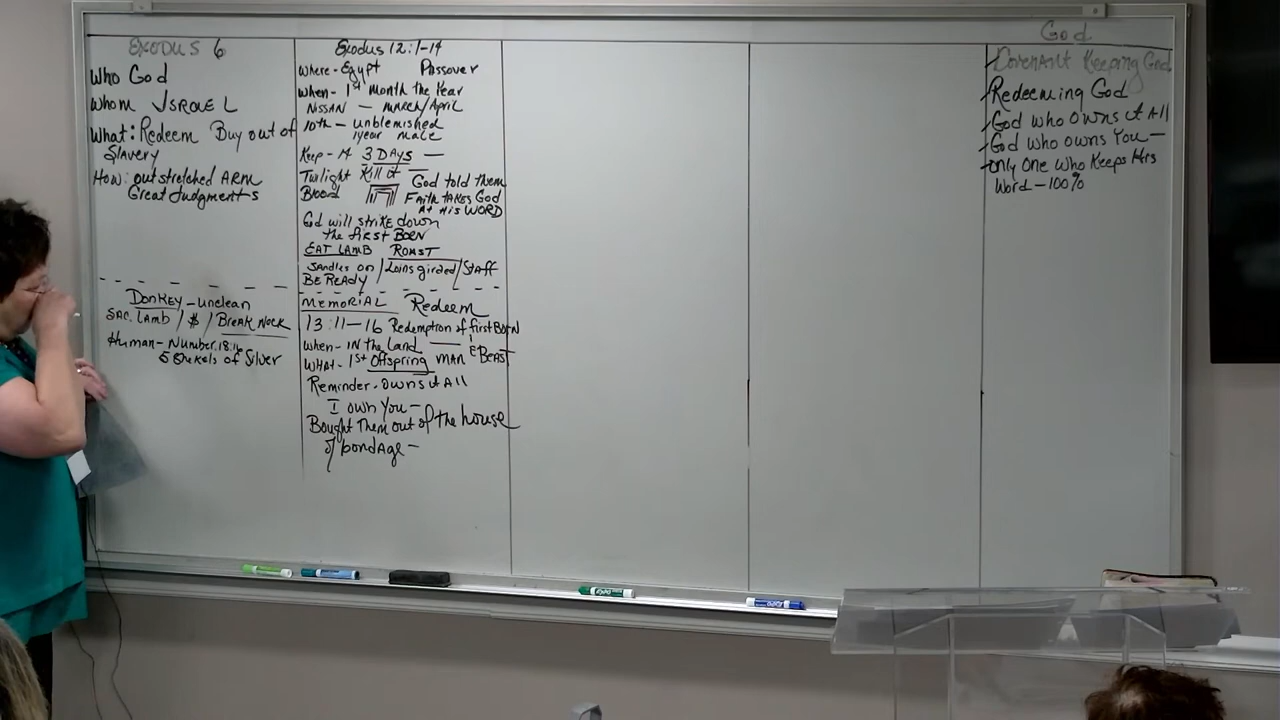 Exodus 6
Who God
Whom ISRAEL
What: Redeem Buy out of
Slavery
How: outstretched ARM
Great Judgments
Donkey - unclean
SAC. LAMB / $ / Break Neck
Human - Number 18:16
5 Shekels of Silver
Exodus 12:1-14
Where - Egypt Passover
When - 1st Month the Year
NISSAN - MARCH/April
10th - unblemished
1year male
Keep - 14 3 DAYS -
Twilight Kill it -
Blood God told them
Faith takes God
At His WORD
God will strike down
the first BORN
EAT LAMB ROAST
Sandles on / Loins girded / Staff
BE READY
MEMORIAL Redeem
13:11-16 Redemption of first BORN
When - IN the Land
WHAT - 1st Offspring MAN & BEAST
Reminder - owns it All
I own You -
Bought Them out of the house
of bondage -
God
Covenant Keeping God
Redeeming God
God who owns it All
God who owns You -
only One who Keeps His
Word - 100%